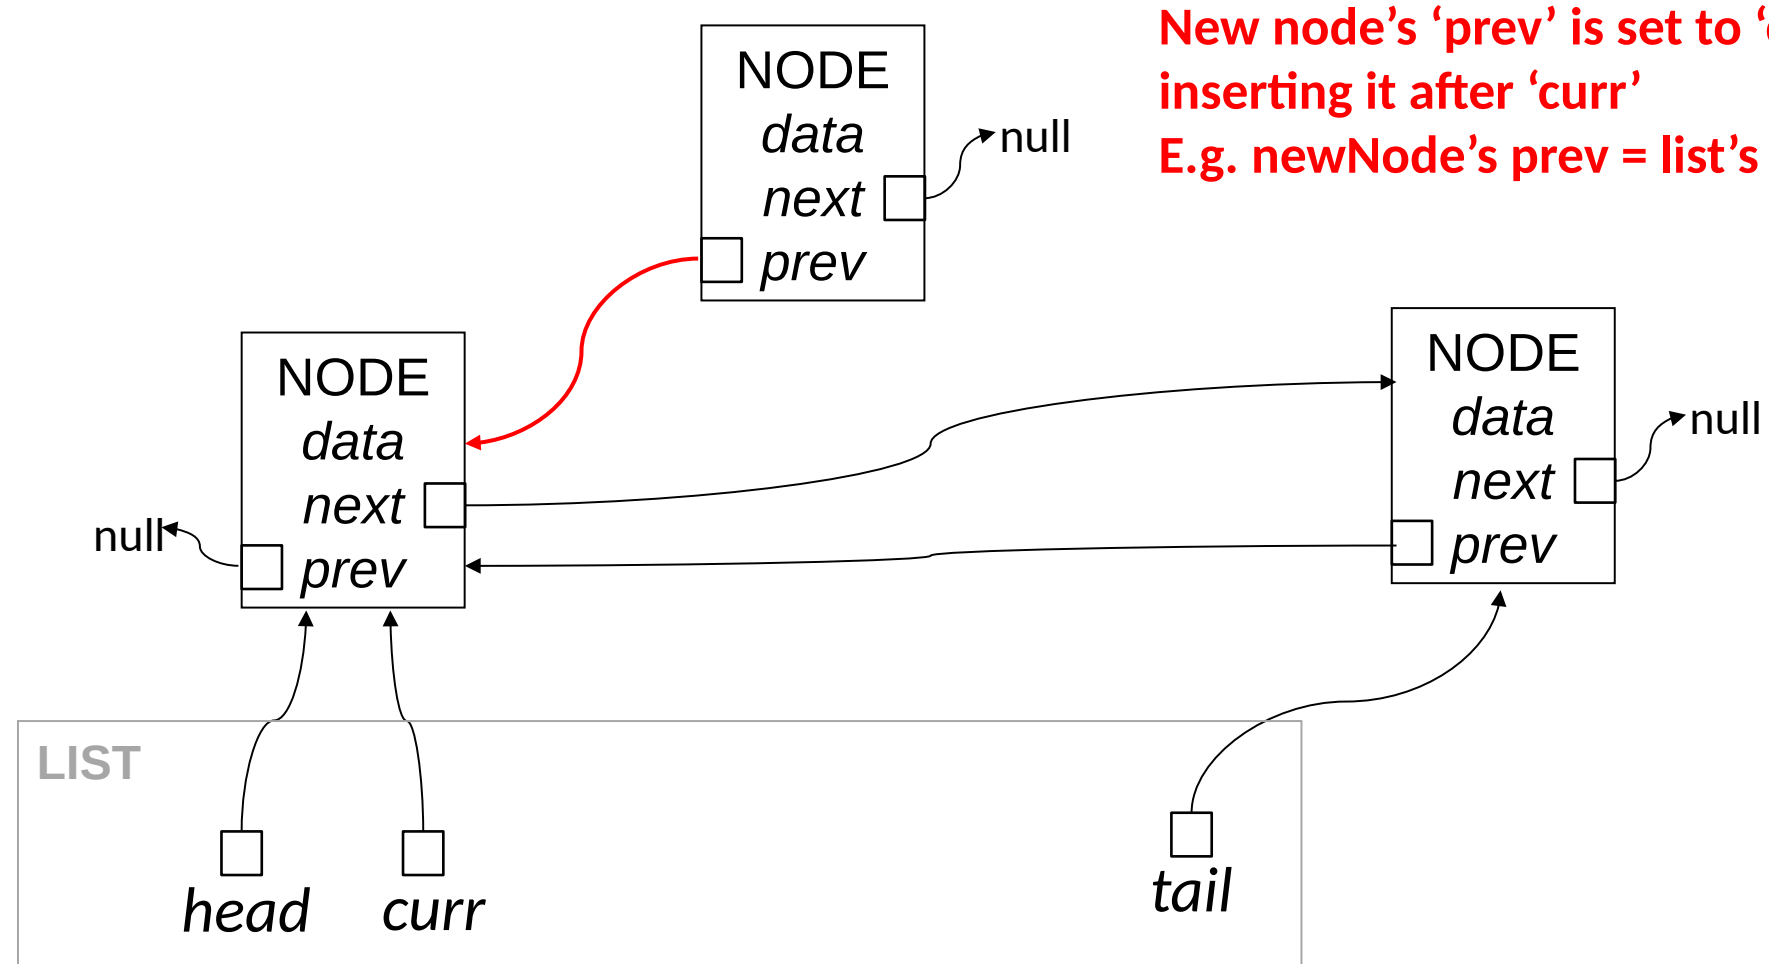 New node’s ‘prev’ is set to ‘
inserting it after ‘curr’
E.g. newNode’s prev = list’s
NODE
data
next
prev
null
NODE
data
next
prev
null
NODE
data
next
prev
null
LIST
head
curr
tail